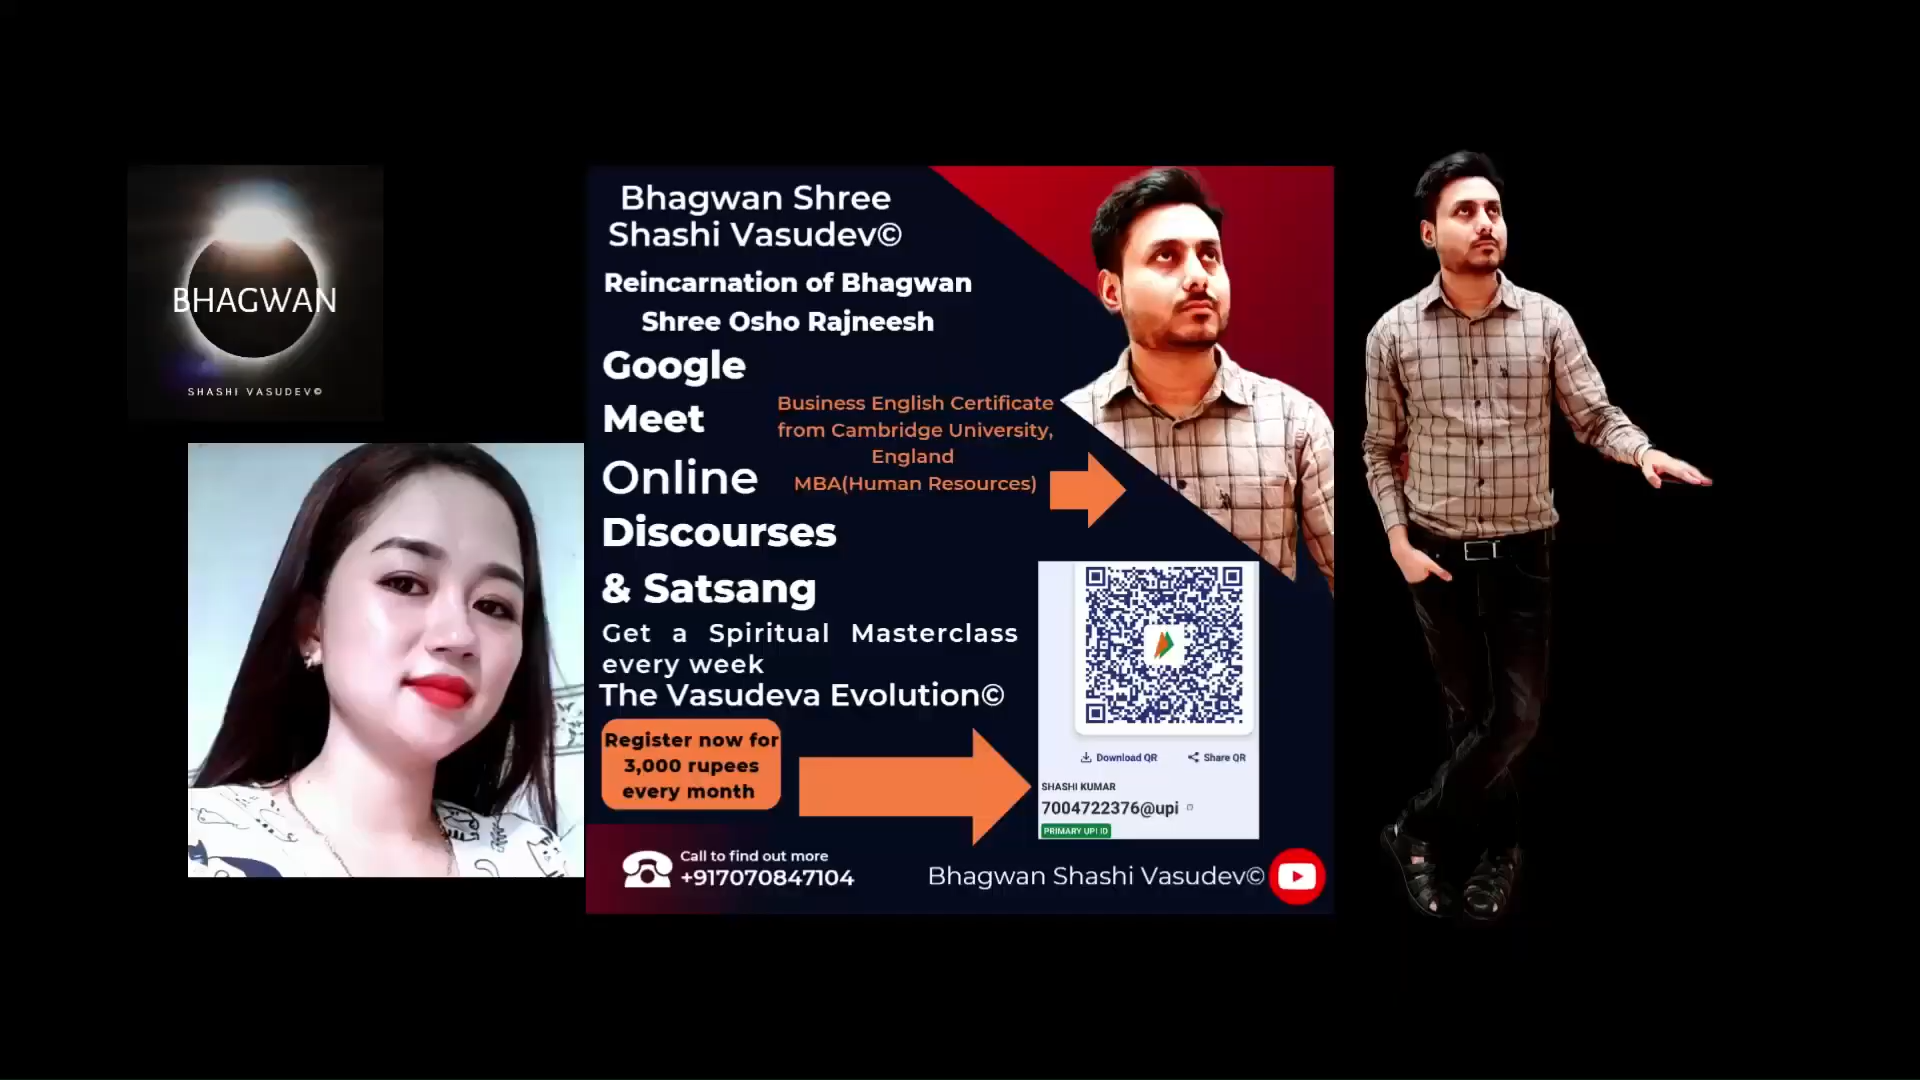 BHAGWAN
SHASHI VASUDEV©
Bhagwan Shree
Shashi Vasudev©
Reincarnation of Bhagwan
Shree Osho Rajneesh
Google
Meet
Online
Discourses
& Satsang
Business English Certificate
from Cambridge University,
England
MBA(Human Resources)
Get a Spiritual Masterclass
every week
The Vasudeva Evolution©
Register now for
3,000 rupees
every month
Download QR
Share QR
SHASHI KUMAR
7004722376@upi
PRIMARY UPI ID
Call to find out more
+917070847104
Bhagwan Shashi Vasudev©